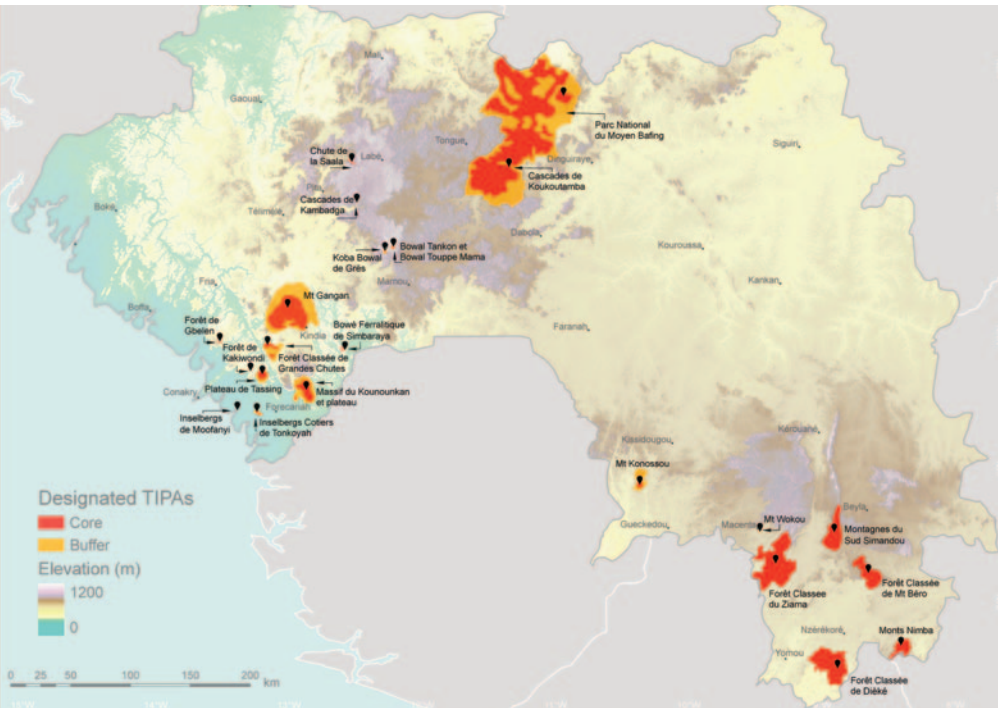 Mali
Gaoual
Parc National
du Moyen Bafing
Tongue
Siguiri
Chute de
la Saala
Labé
Dinguiraye
Cascades de
Koukoutamba
Pita
Cascades de
Kambadga
Boké
Télimélé
Dabola
Bowal Tankon et
Bowal Touppe Mama
Koba Bowal
de Grès
Kouroussa
Mamou
Kankan
Fria
Mt Gangan
Boffa
Forêt de
Gbelen
Bowé Ferralitique
de Simbaraya
Kindia
Faranah
Forêt de
Kakiwondi
Forêt Classée de
Grandes Chutes
Plateau de Tassing
Massif du Kounounkan
et plateau
Conakry
Forecariah
Inselbergs
de Moofanyi
Inselbergs Cotiers
de Tonkoyah
Kérouané
Kissidougou
Mt Konossou
Designated TIPAs
Core
Buffer
Elevation (m)
1200
0
Beyla
Gueckedou
Macenta
Mt Wokou
Montagnes du
Sud Simandou
Forêt Classée
de Mt Béro
Forêt Classee
du Ziama
Nzérékoré
Monts Nimba
Yomou
Forêt Classée
de Diéké
0 25 50 100 150 200
km